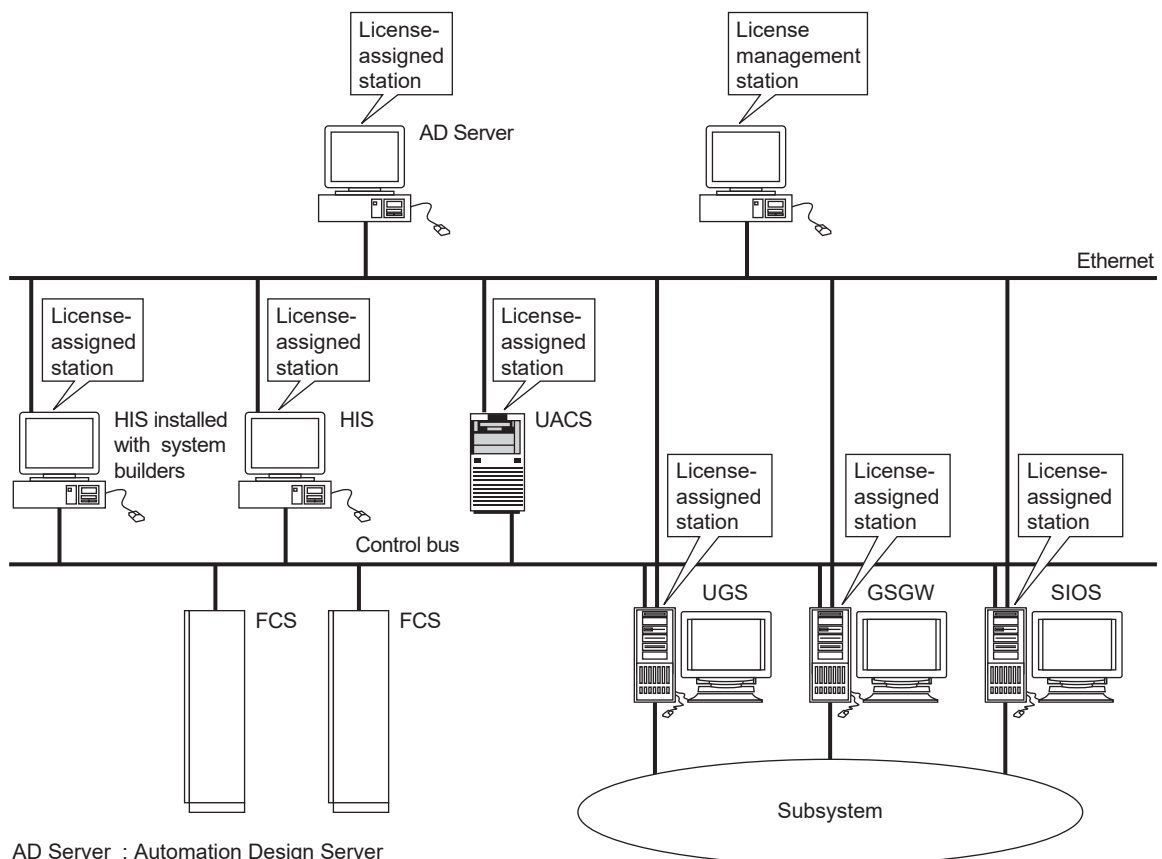 License-
assigned
station
License
management
station
AD Server
Ethernet
License-
assigned
station
License-
assigned
station
License-
assigned
station
HIS installed
with system
builders
HIS
UACS
License-
assigned
station
License-
assigned
station
License-
assigned
station
Control bus
FCS
FCS
UGS
GSGW
SIOS
Subsystem
AD Server : Automation Design Server